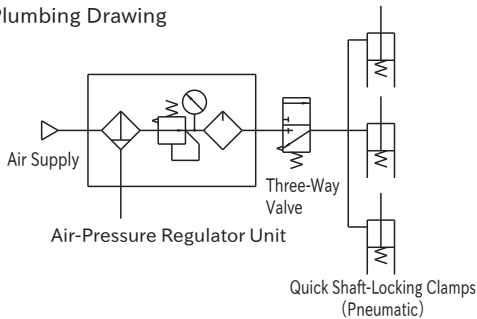 Plumbing Drawing
Air Supply
Three-Way
Valve
Air-Pressure Regulator Unit
Quick Shaft-Locking Clamps
(Pneumatic)